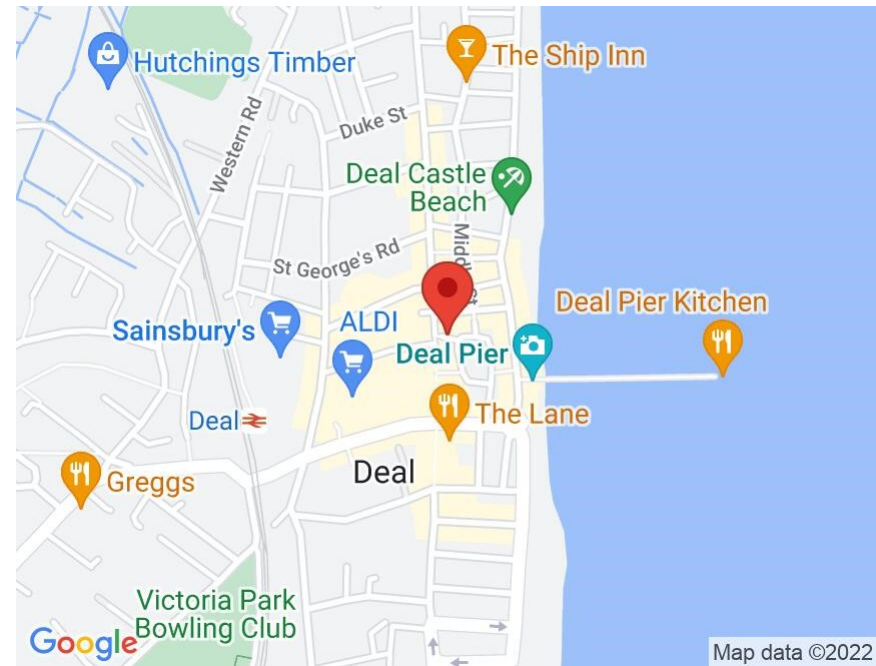 Hutchings Timber
The Ship Inn
Western Rd
Duke St
Deal Castle
Beach
St George's Rd
Deal Pier Kitchen
Sainsbury's
ALDI
Deal Pier
The Lane
Deal
Deal
Greggs
Victoria Park
Bowling Club
Google
Map data ©2022